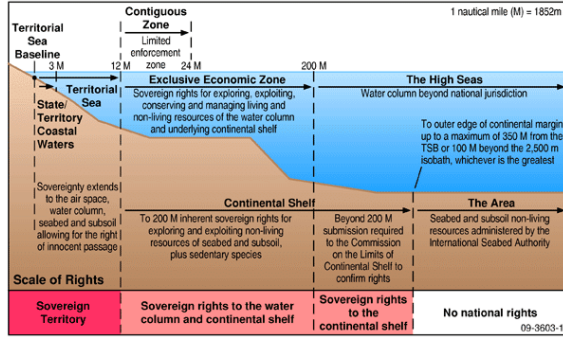 Contiguous
Zone
1 nautical mile (M) = 1852m
Territorial
Sea
Baseline
Limited
enforcement
zone
3 M
12 M
24 M
200 M
Exclusive Economic Zone
The High Seas
Territorial
Sea
Sovereign rights for exploring, exploiting,
conserving and managing living and
non-living resources of the water column
and underlying continental shelf
Water column beyond national jurisdiction
State/
Territory
Coastal
Waters
To outer edge of continental margin
up to a maximum of 350 M from the
TSB or 100 M beyond the 2,500 m
isobath, whichever is the greatest
Sovereignty extends
to the air space,
water column,
seabed and subsoil
allowing for the right
of innocent passage
Continental Shelf
The Area
To 200 M inherent sovereign rights for
exploring and exploiting non-living
resources of seabed and subsoil,
plus sedentary species
Beyond 200 M
submission required
to the Commission
on the Limits of
Continental Shelf to
confirm rights
Seabed and subsoil non-living
resources administered by the
International Seabed Authority
Scale of Rights
Sovereign
Territory
Sovereign rights to the water
column and continental shelf
Sovereign rights
to the
continental shelf
No national rights
09-3603-1